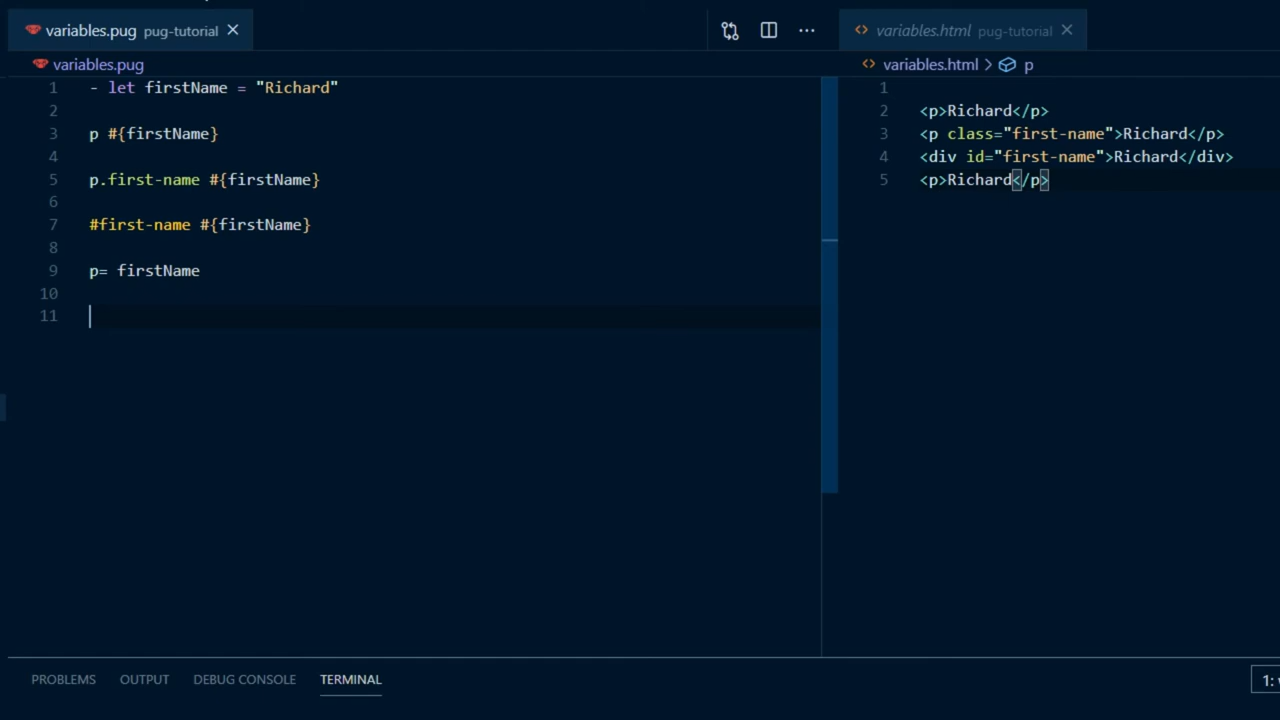 variables.pug pug-tutorial
variables.html pug-tutorial
variables.pug
variables.html > p
1 - let firstName = "Richard"
2
3 p #{firstName}
4
5 p.first-name #{firstName}
6
7 #first-name #{firstName}
8
9 p= firstName
10
11
1
2 <p>Richard</p>
3 <p class="first-name">Richard</p>
4 <div id="first-name">Richard</div>
5 <p>Richard</p>
PROBLEMS OUTPUT DEBUG CONSOLE TERMINAL
1: